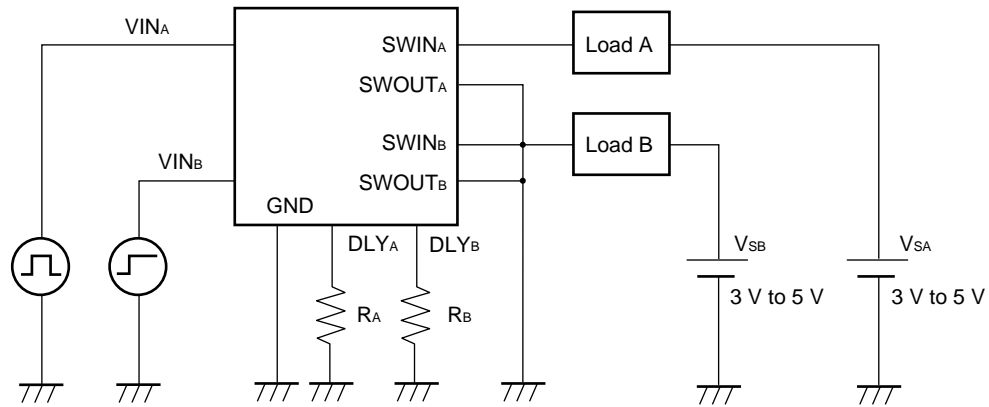 VINA
SWINA
Load A
SWOUTA
SWINB
Load B
VINB
SWOUTB
GND
DLYA
DLYB
VSB
VSA
RA
RB
3 V to 5 V
3 V to 5 V